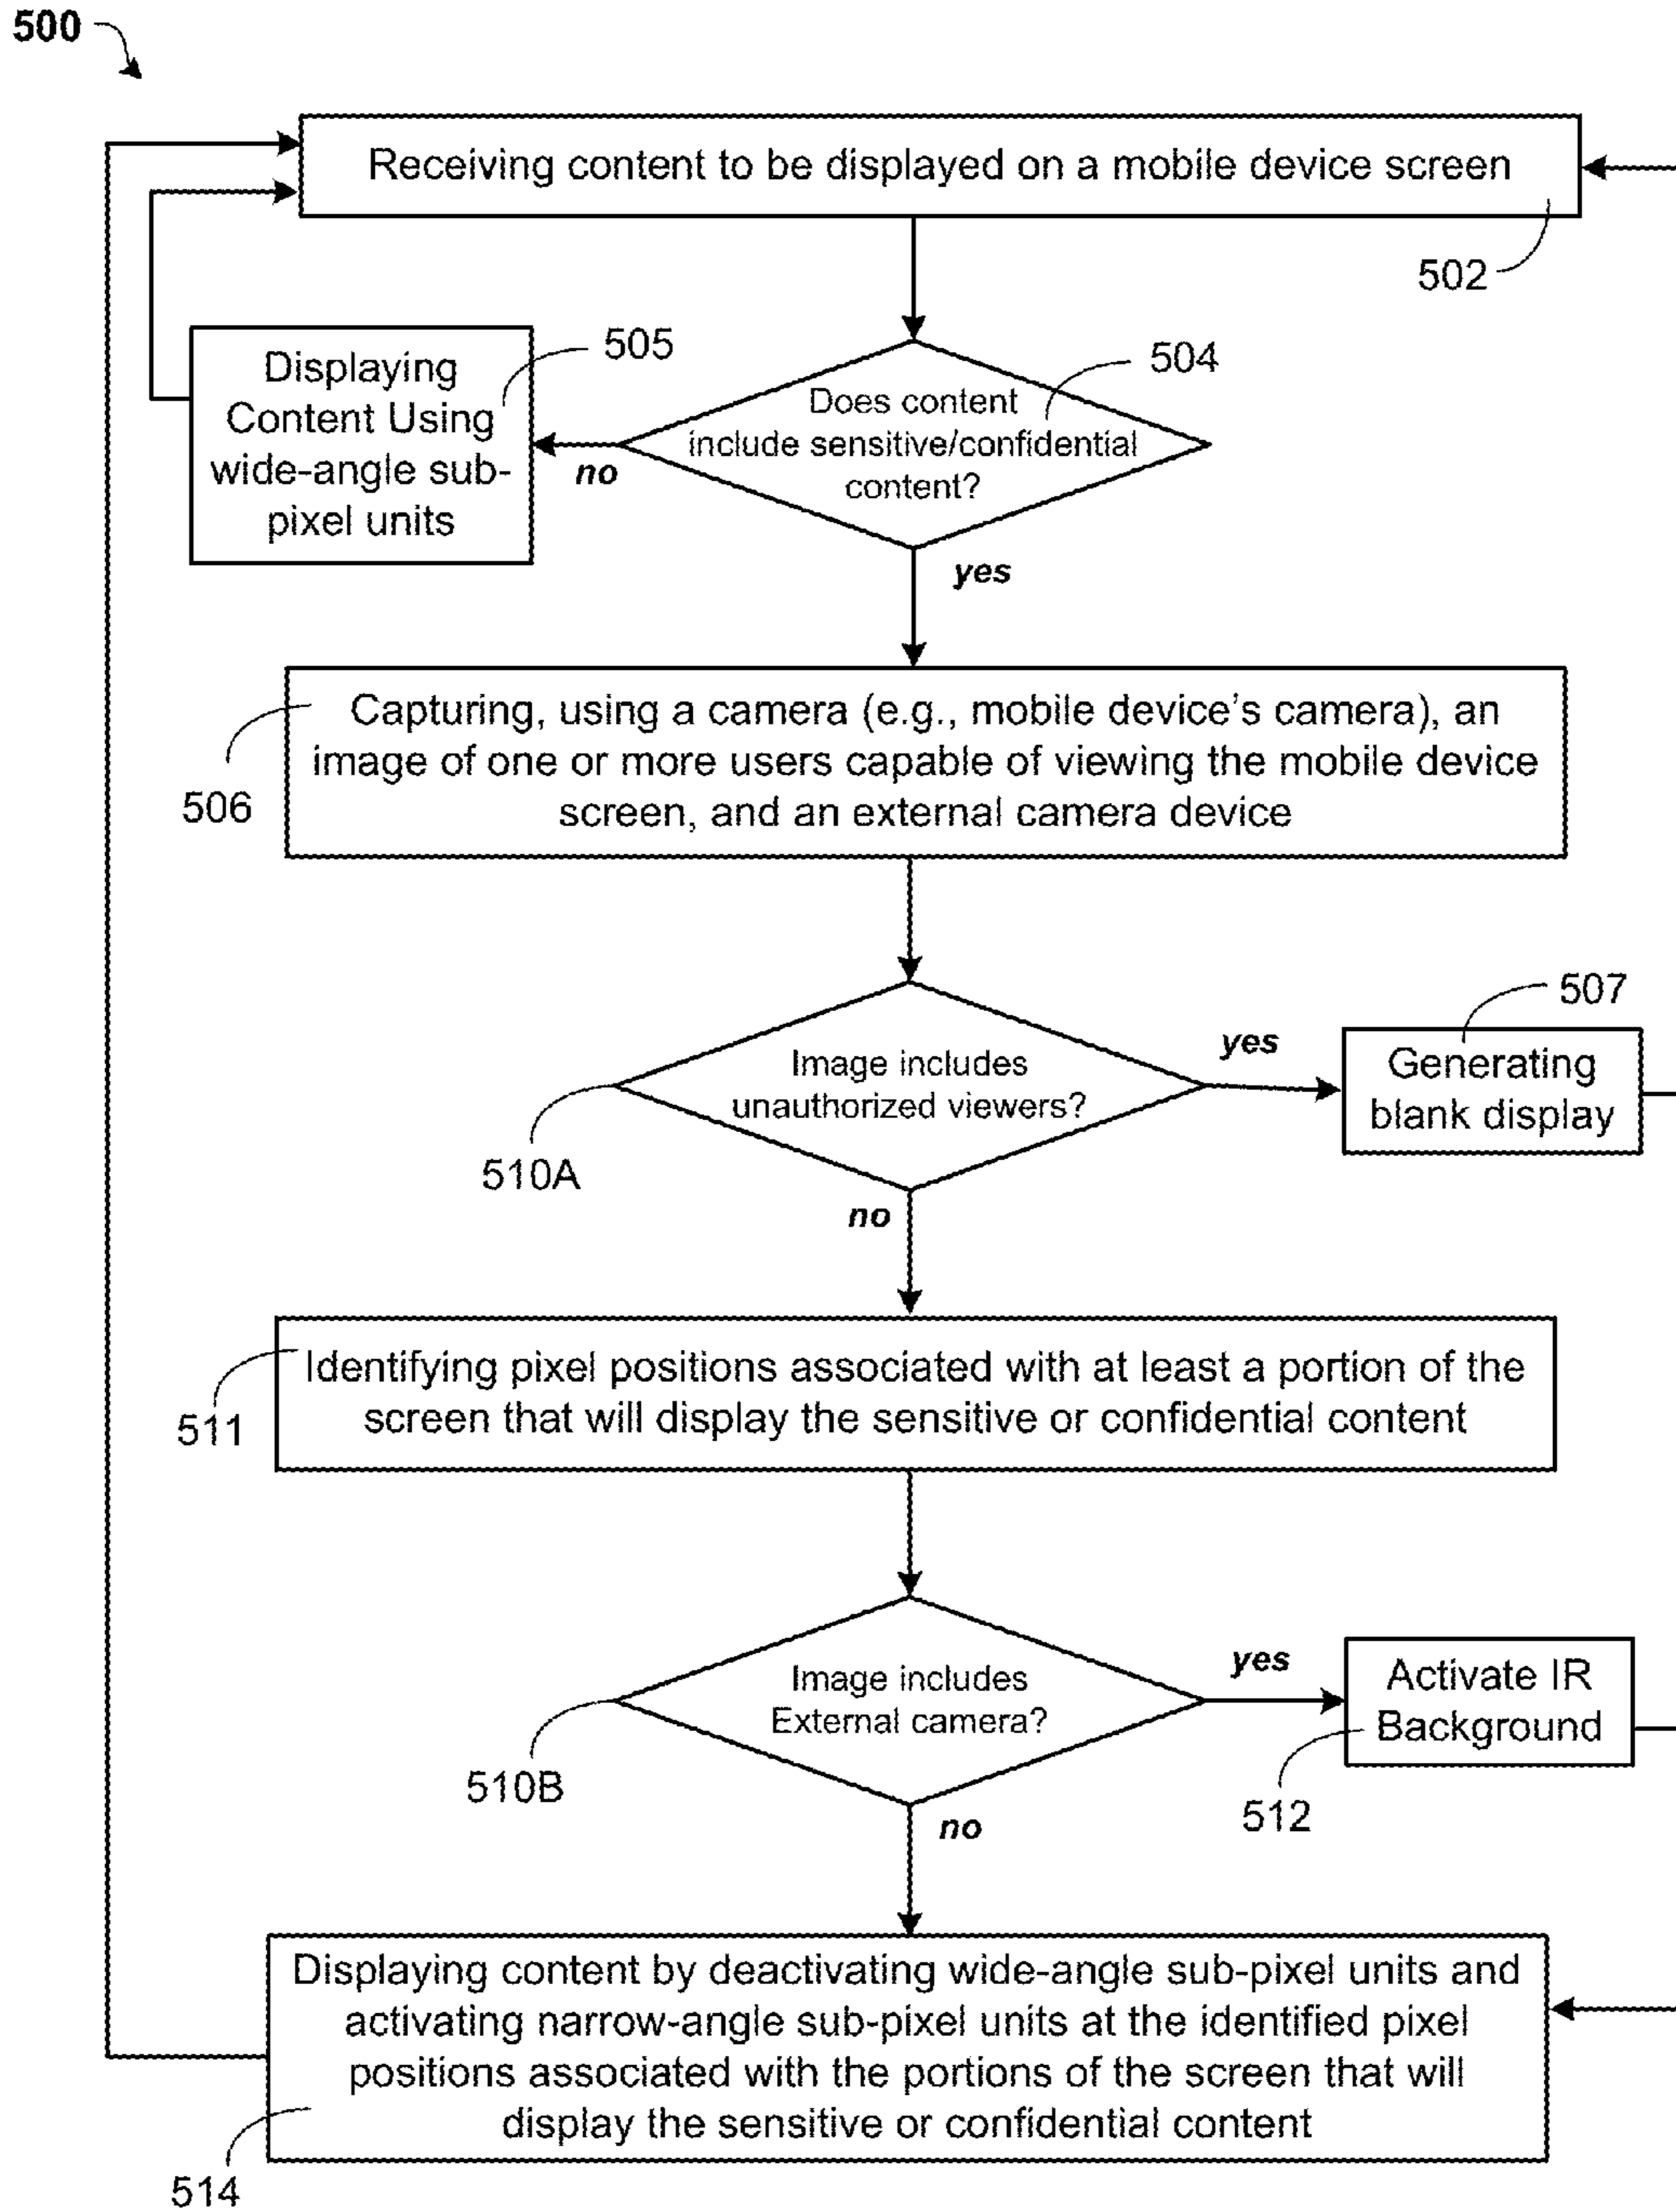 500
Receiving content to be displayed on a mobile device screen
502
Displaying
Content Using
wide-angle sub-
pixel units
505
504
Does content
include sensitive/confidential
content?
no
yes
Capturing, using a camera (e.g., mobile device's camera), an
image of one or more users capable of viewing the mobile device
screen, and an external camera device
506
507
Image includes
unauthorized viewers?
yes
Generating
blank display
510A
no
Identifying pixel positions associated with at least a portion of the
screen that will display the sensitive or confidential content
511
Image includes
External camera?
yes
Activate IR
Background
510B
512
no
Displaying content by deactivating wide-angle sub-pixel units and
activating narrow-angle sub-pixel units at the identified pixel
positions associated with the portions of the screen that will
display the sensitive or confidential content
514